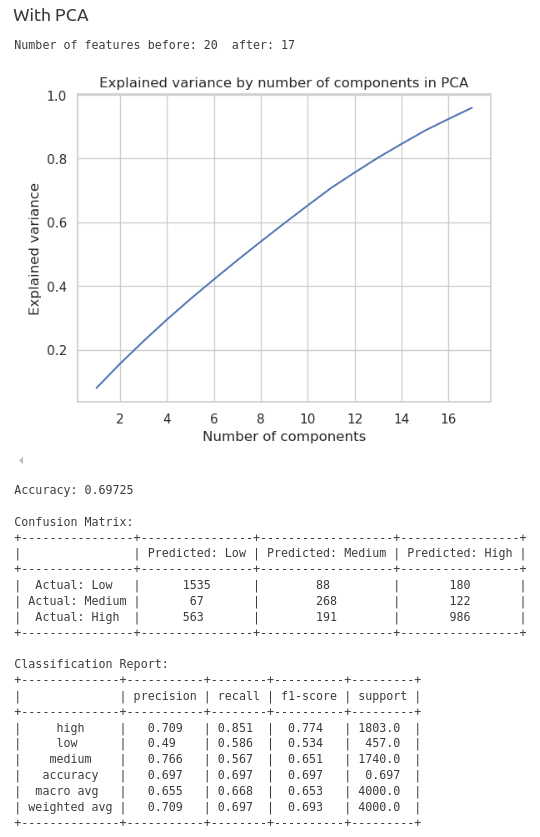 With PCA
Number of features before: 20 after: 17
Explained variance by number of components in PCA
1.0
0.8
0.6
0.4
0.2
Explained variance
2 4 6 8 10 12 14 16
Number of components
Accuracy: 0.69725
Confusion Matrix:
+--------------+----------------+-------------------+-----------------+
| | Predicted: Low | Predicted: Medium | Predicted: High |
+--------------+----------------+-------------------+-----------------+
| Actual: Low | 1535 | 88 | 180 |
| Actual: Medium | 67 | 268 | 122 |
| Actual: High | 563 | 191 | 986 |
+--------------+----------------+-------------------+-----------------+
Classification Report:
+--------------+-----------+--------+----------+---------+
| | precision | recall | f1-score | support |
+--------------+-----------+--------+----------+---------+
| high | 0.709 | 0.851 | 0.774 | 1803.0 |
| low | 0.49 | 0.586 | 0.534 | 457.0 |
| medium | 0.766 | 0.567 | 0.651 | 1740.0 |
| accuracy | 0.697 | 0.697 | 0.697 | 0.697 |
| macro avg | 0.655 | 0.668 | 0.653 | 4000.0 |
| weighted avg | 0.709 | 0.697 | 0.693 | 4000.0 |
+--------------+-----------+--------+----------+---------+